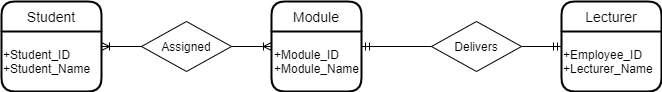 Student
+Student_ID
+Student_Name
Assigned
Module
+Module_ID
+Module_Name
Delivers
Lecturer
+Employee_ID
+Lecturer_Name